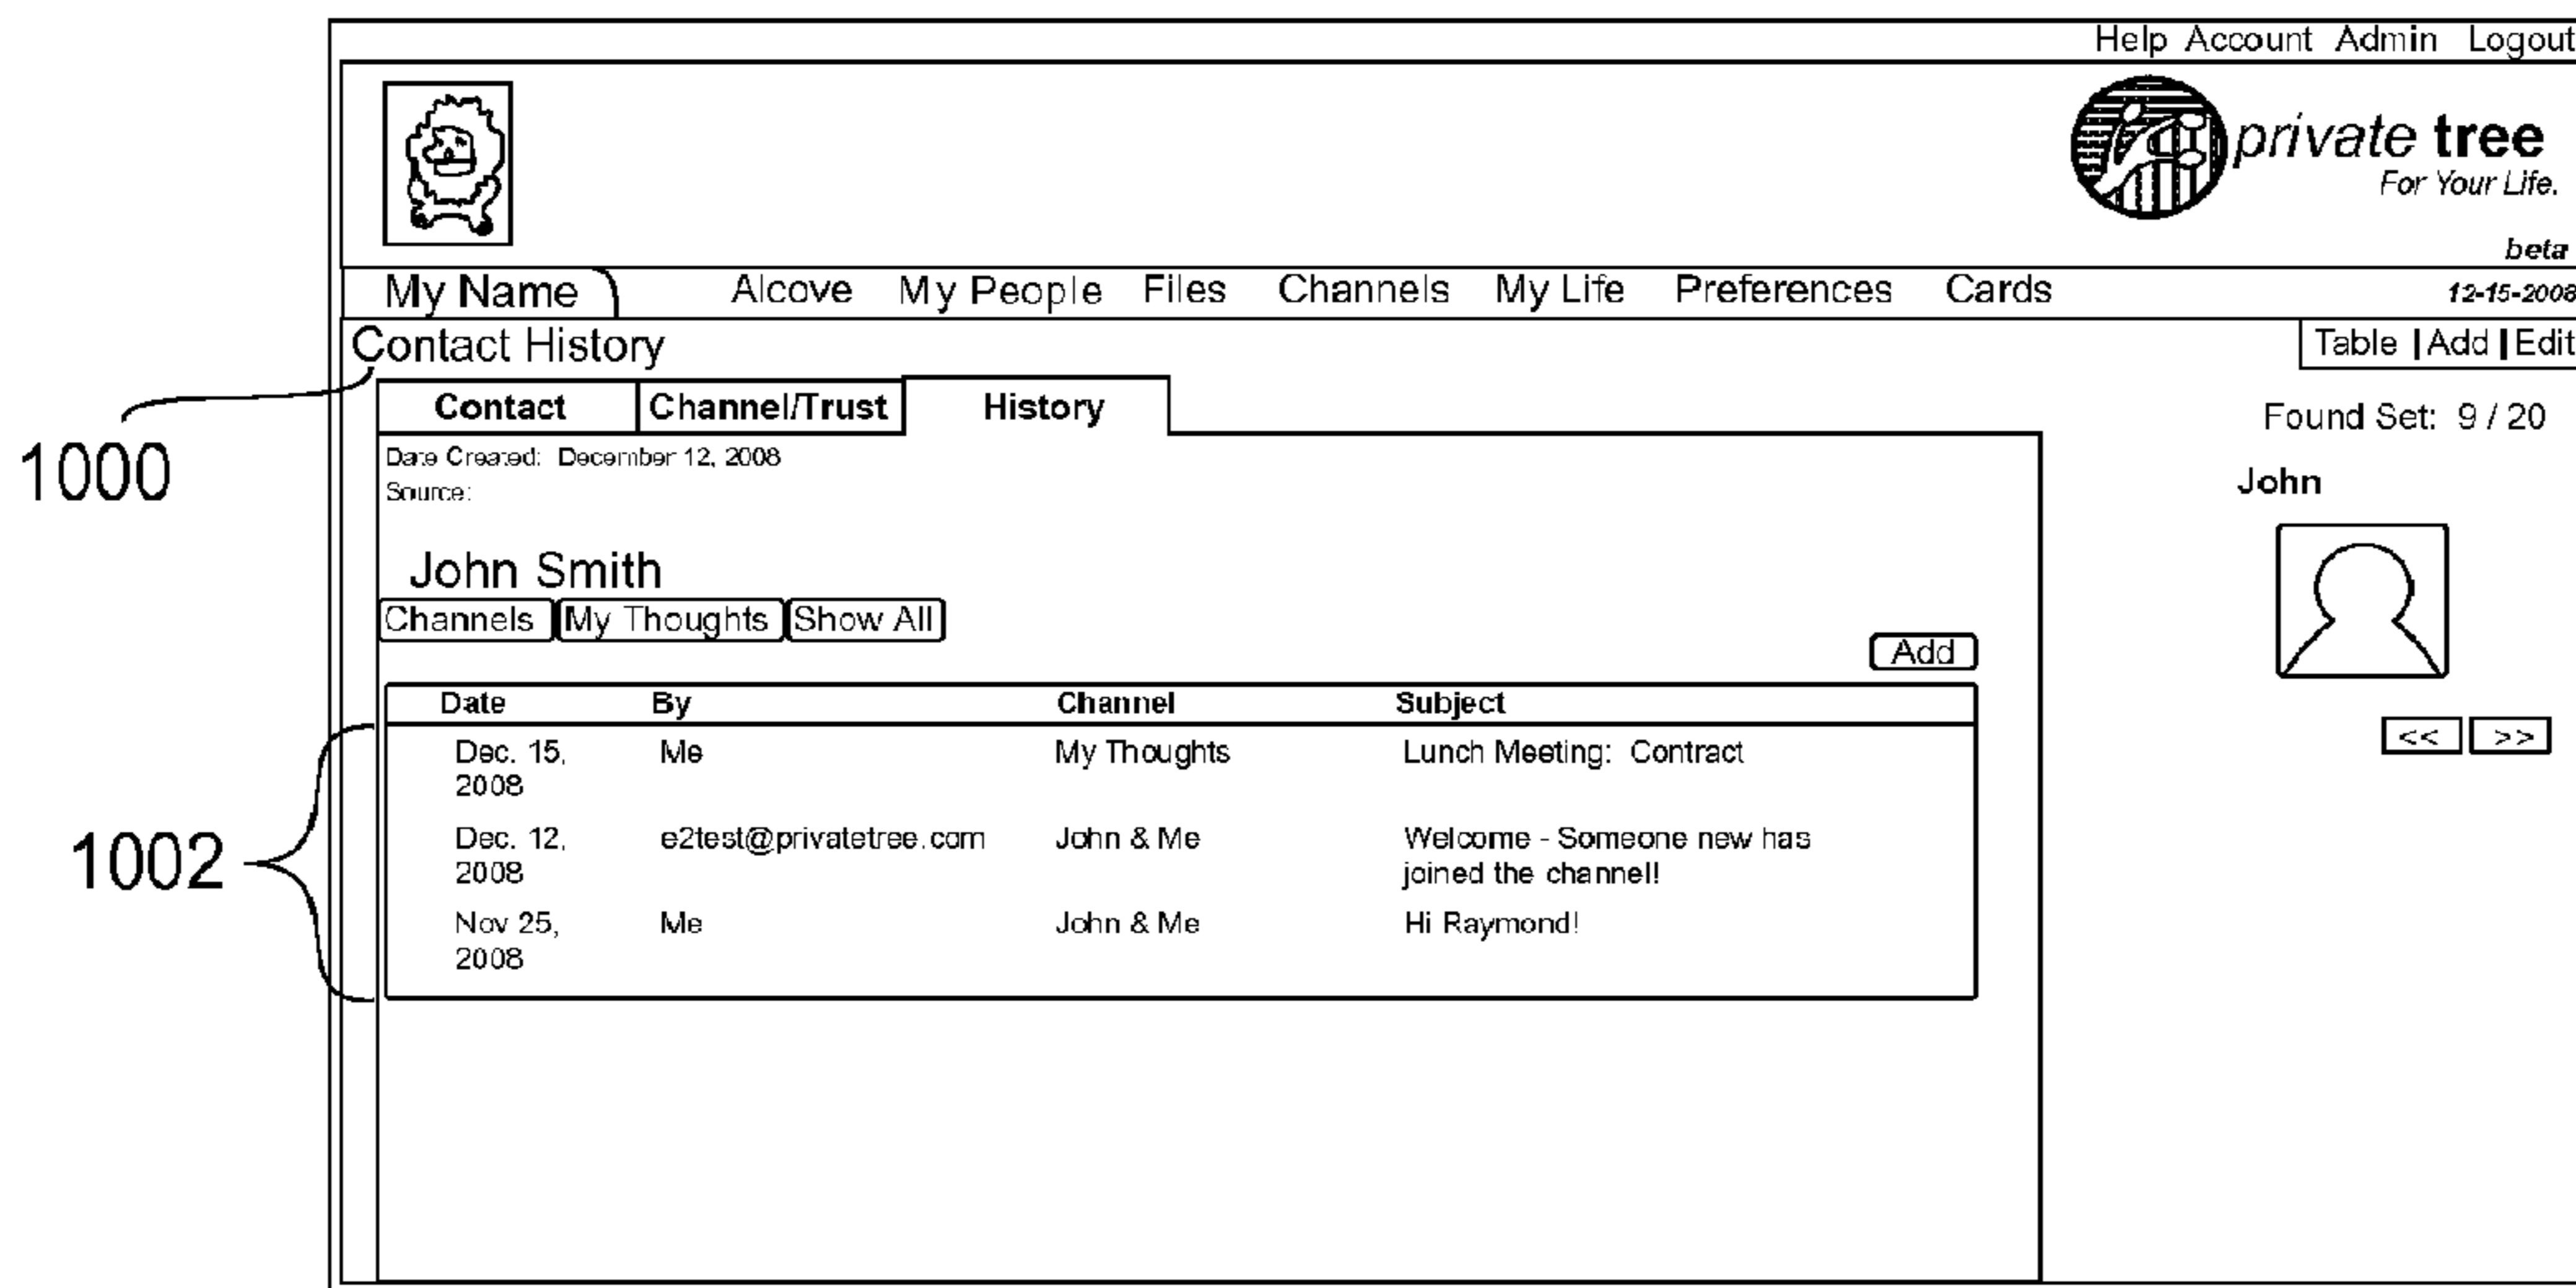 Help Account Admin Logout
private tree
For Your Life.
beta
My Name Alcove My People Files Channels My Life Preferences Cards 12-15-2008
Contact History Table | Add | Edit
Contact Channel/Trust History
Found Set: 9 / 20
1000
Date Created: December 12, 2008
Source:
John
John Smith
Channels My Thoughts Show All
Add
Date By Channel Subject
<< >>
Dec. 15, Me My Thoughts Lunch Meeting: Contract
2008
1002
Dec. 12, e2test@privatetree.com John & Me Welcome - Someone new has
2008 joined the channel!
Nov 25, Me John & Me Hi Raymond!
2008